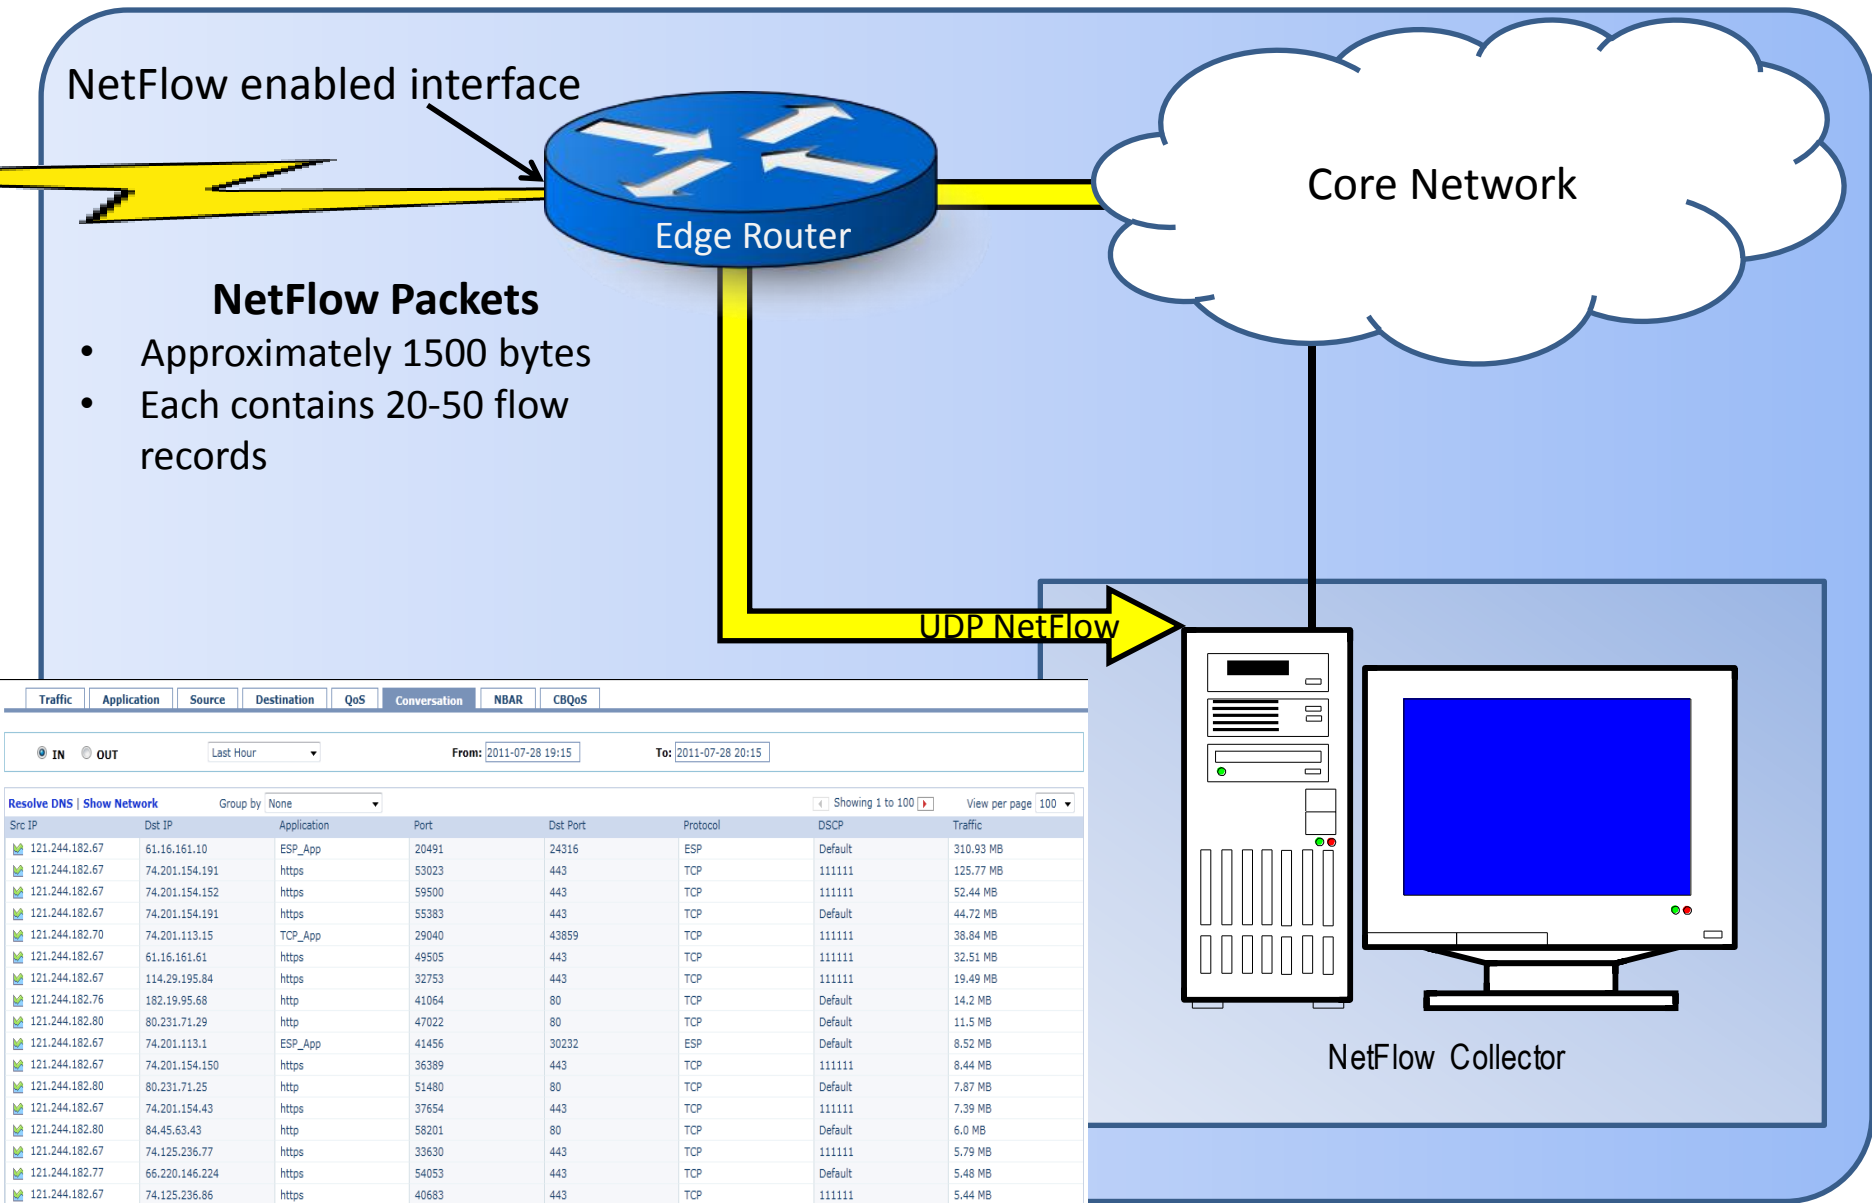 NetFlow enabled interface
Edge Router
Core Network
NetFlow Packets
• Approximately 1500 bytes
• Each contains 20-50 flow
records
UDP NetFlow
NetFlow Collector
Traffic Application Source Destination QoS Conversation NBAR CBQoS
IN OUT Last Hour From: 2011-07-28 19:15 To: 2011-07-28 20:15
Resolve DNS | Show Network Group by None Showing 1 to 100 View per page 100
Src IP Dst IP Application Port Dst Port Protocol DSCP Traffic
121.244.182.67 61.16.161.10 ESP_App 20491 24316 ESP Default 310.93 MB
121.244.182.67 74.201.154.191 https 53023 443 TCP 111111 125.77 MB
121.244.182.67 74.201.154.152 https 59500 443 TCP 111111 52.44 MB
121.244.182.67 74.201.154.191 https 55383 443 TCP Default 44.72 MB
121.244.182.70 74.201.113.15 TCP_App 29040 43859 TCP 111111 38.84 MB
121.244.182.67 61.16.161.61 https 49505 443 TCP 111111 32.51 MB
121.244.182.67 114.29.195.84 https 32753 443 TCP 111111 19.49 MB
121.244.182.76 182.19.95.68 http 41064 80 TCP Default 14.2 MB
121.244.182.80 80.231.71.29 http 47022 80 TCP Default 11.5 MB
121.244.182.67 74.201.113.1 ESP_App 41456 30232 ESP Default 8.52 MB
121.244.182.67 74.201.154.150 https 36389 443 TCP 111111 8.44 MB
121.244.182.80 80.231.71.25 http 51480 80 TCP Default 7.87 MB
121.244.182.67 74.201.154.43 https 37654 443 TCP 111111 7.39 MB
121.244.182.80 84.45.63.43 http 58201 80 TCP Default 6.0 MB
121.244.182.67 74.125.236.77 https 33630 443 TCP 111111 5.79 MB
121.244.182.77 66.220.146.224 https 54053 443 TCP Default 5.48 MB
121.244.182.67 74.125.236.86 https 40683 443 TCP 111111 5.44 MB